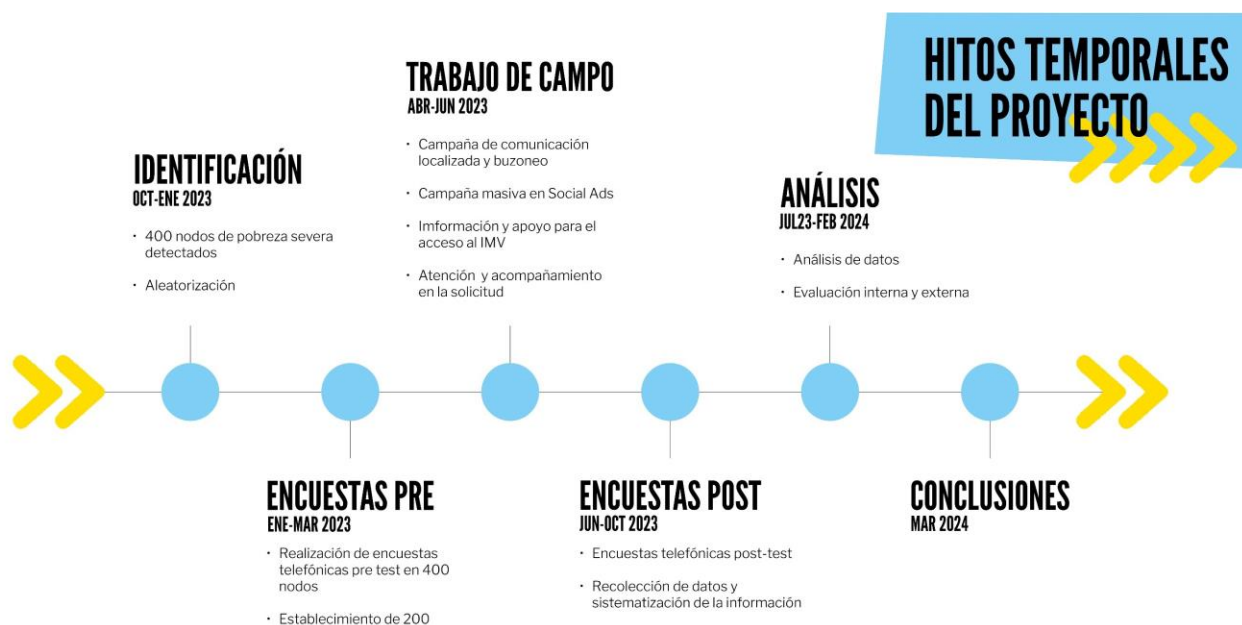 HITOS TEMPORALES
DEL PROYECTO
IDENTIFICACIÓN
OCT-ENE 2023
· 400 nodos de pobreza severa
detectados
· Aleatorización
ENCUESTAS PRE
ENE-MAR 2023
· Realización de encuestas
telefónicas pre test en 400
nodos
· Establecimiento de 200
TRABAJO DE CAMPO
ABR-JUN 2023
· Campaña de comunicación
localizada y buzoneo
· Campaña masiva en Social Ads
· Imformación y apoyo para el
acceso al IMV
· Atención y acompañamiento
en la solicitud
ENCUESTAS POST
JUN-OCT 2023
· Encuestas telefónicas post-test
· Recolección de datos y
sistematización de la información
ANÁLISIS
JUL23-FEB 2024
· Análisis de datos
· Evaluación interna y externa
CONCLUSIONES
MAR 2024